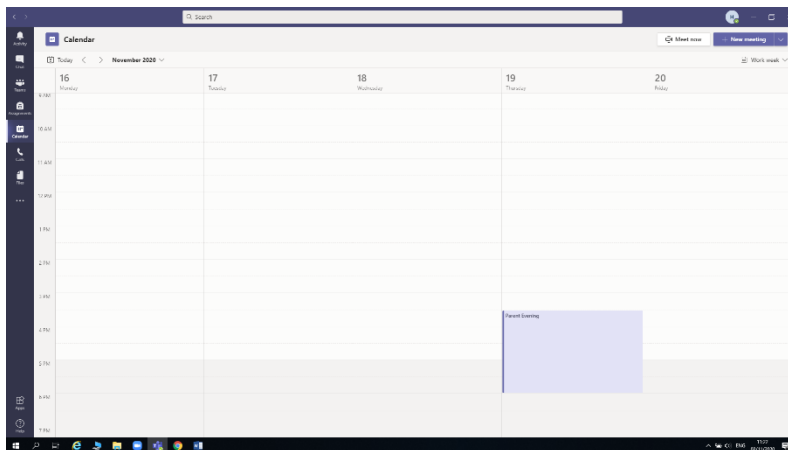 Search
Activity
Calendar
Meet now
+ New meeting
Chat
Today
November 2020
Work week
Teams
16
Monday
17
Tuesday
18
Wednesday
19
Thursday
20
Friday
9 AM
Assignments
10 AM
Calendar
Calls
11 AM
Files
12 PM
1 PM
2 PM
3 PM
Parent Evening
4 PM
5 PM
6 PM
Apps
Help
7 PM
ENG